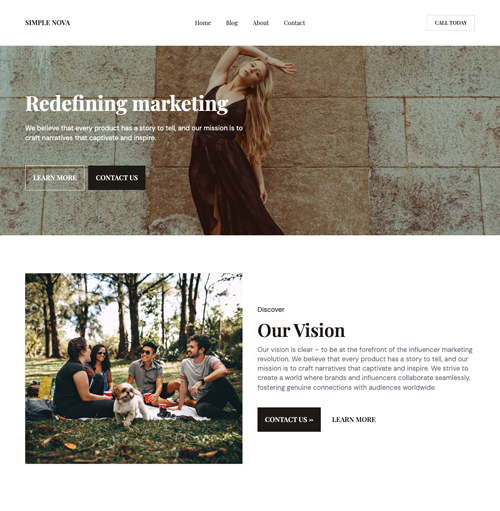 SIMPLE NOVA
Home Blog About Contact
CALL TODAY
Redefining marketing
We believe that every product has a story to tell, and our mission is to
craft narratives that captivate and inspire.
LEARN MORE
CONTACT US
Discover
Our Vision
Our vision is clear – to be at the forefront of the influencer marketing
revolution. We believe that every product has a story to tell, and our
mission is to craft narratives that captivate and inspire. We strive to
create a world where brands and influencers collaborate seamlessly,
fostering genuine connections with audiences worldwide.
CONTACT US »
LEARN MORE